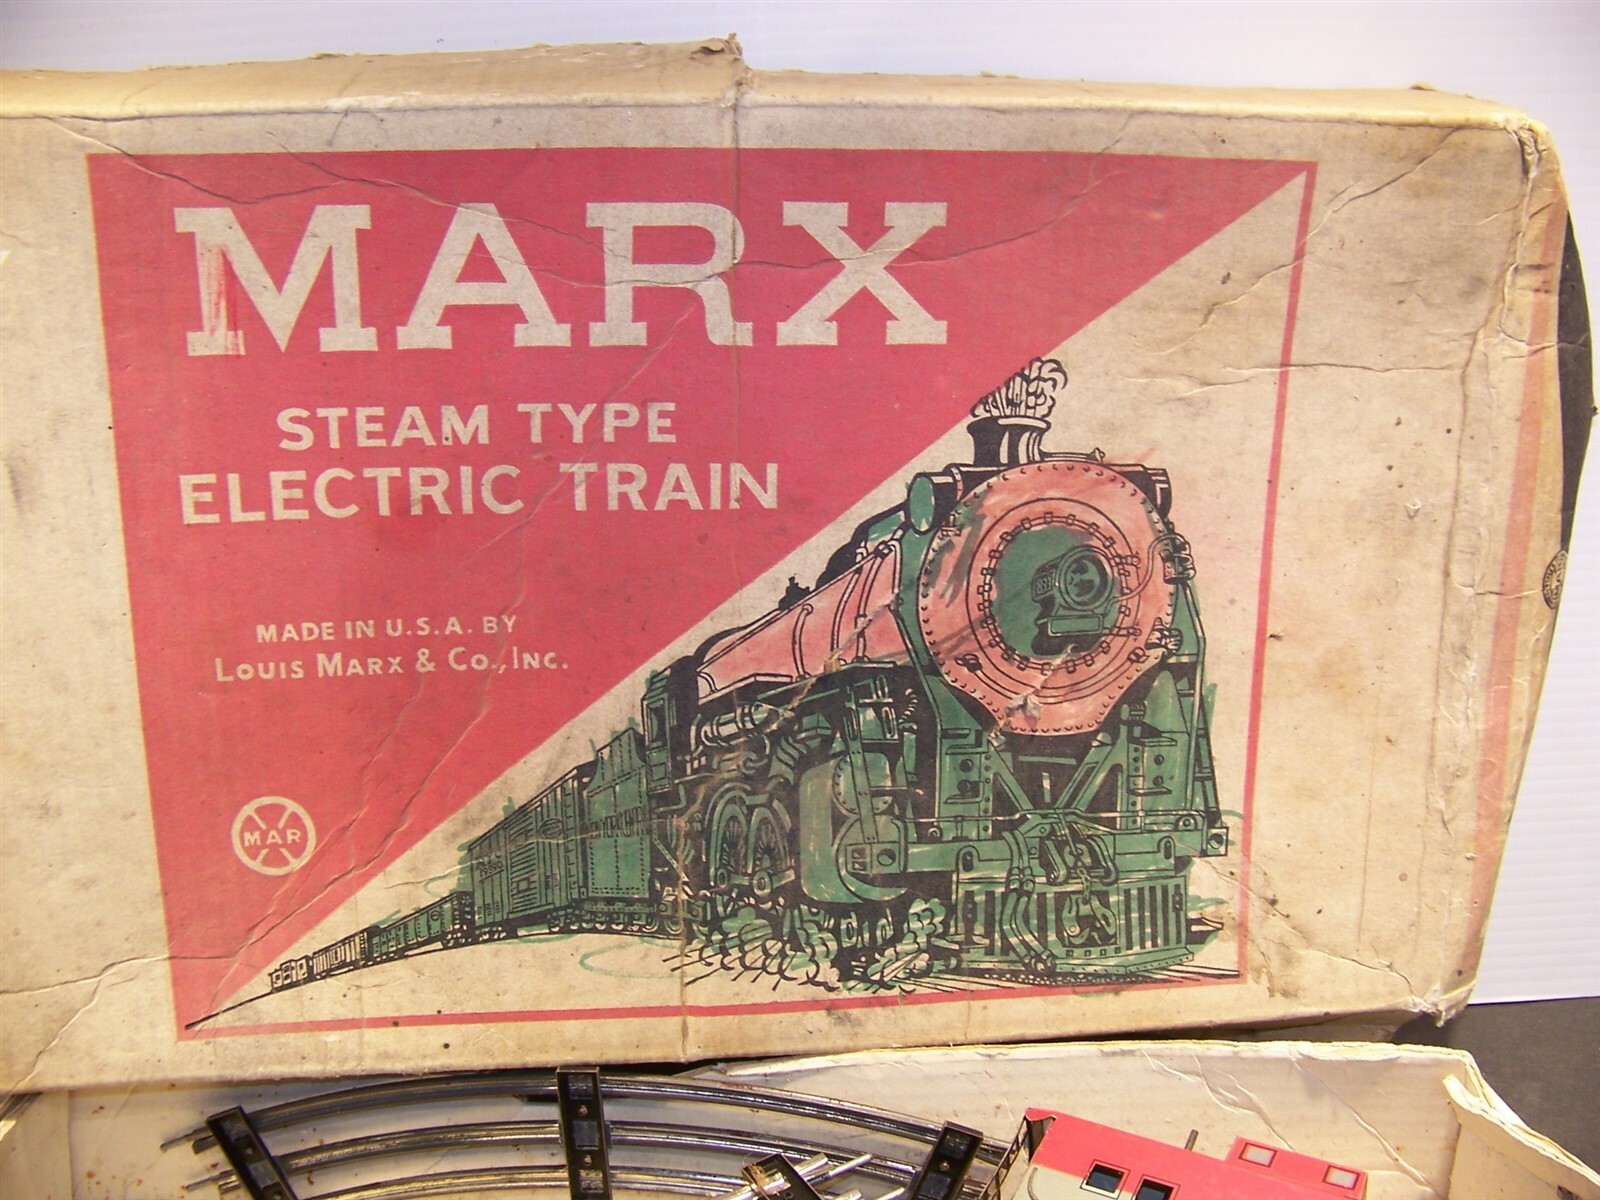 MARX
STEAM TYPE
ELECTRIC TRAIN
MADE IN U.S.A. BY
LOUIS MARX & CO., INC.
MAR